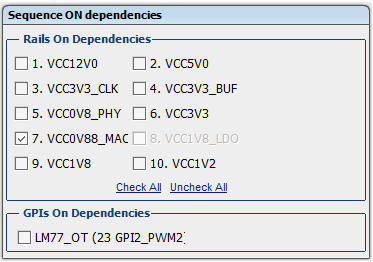 Sequence ON dependencies
Rails On Dependencies
1. VCC12V0 2. VCC5V0
3. VCC3V3_CLK 4. VCC3V3_BUF
5. VCC0V8_PHY 6. VCC3V3
7. VCC0V88_MAC 8. VCC1V8_LDO
9. VCC1V8 10. VCC1V2
Check All Uncheck All
GPIs On Dependencies
LM77_OT (23 GPI2_PWM2)